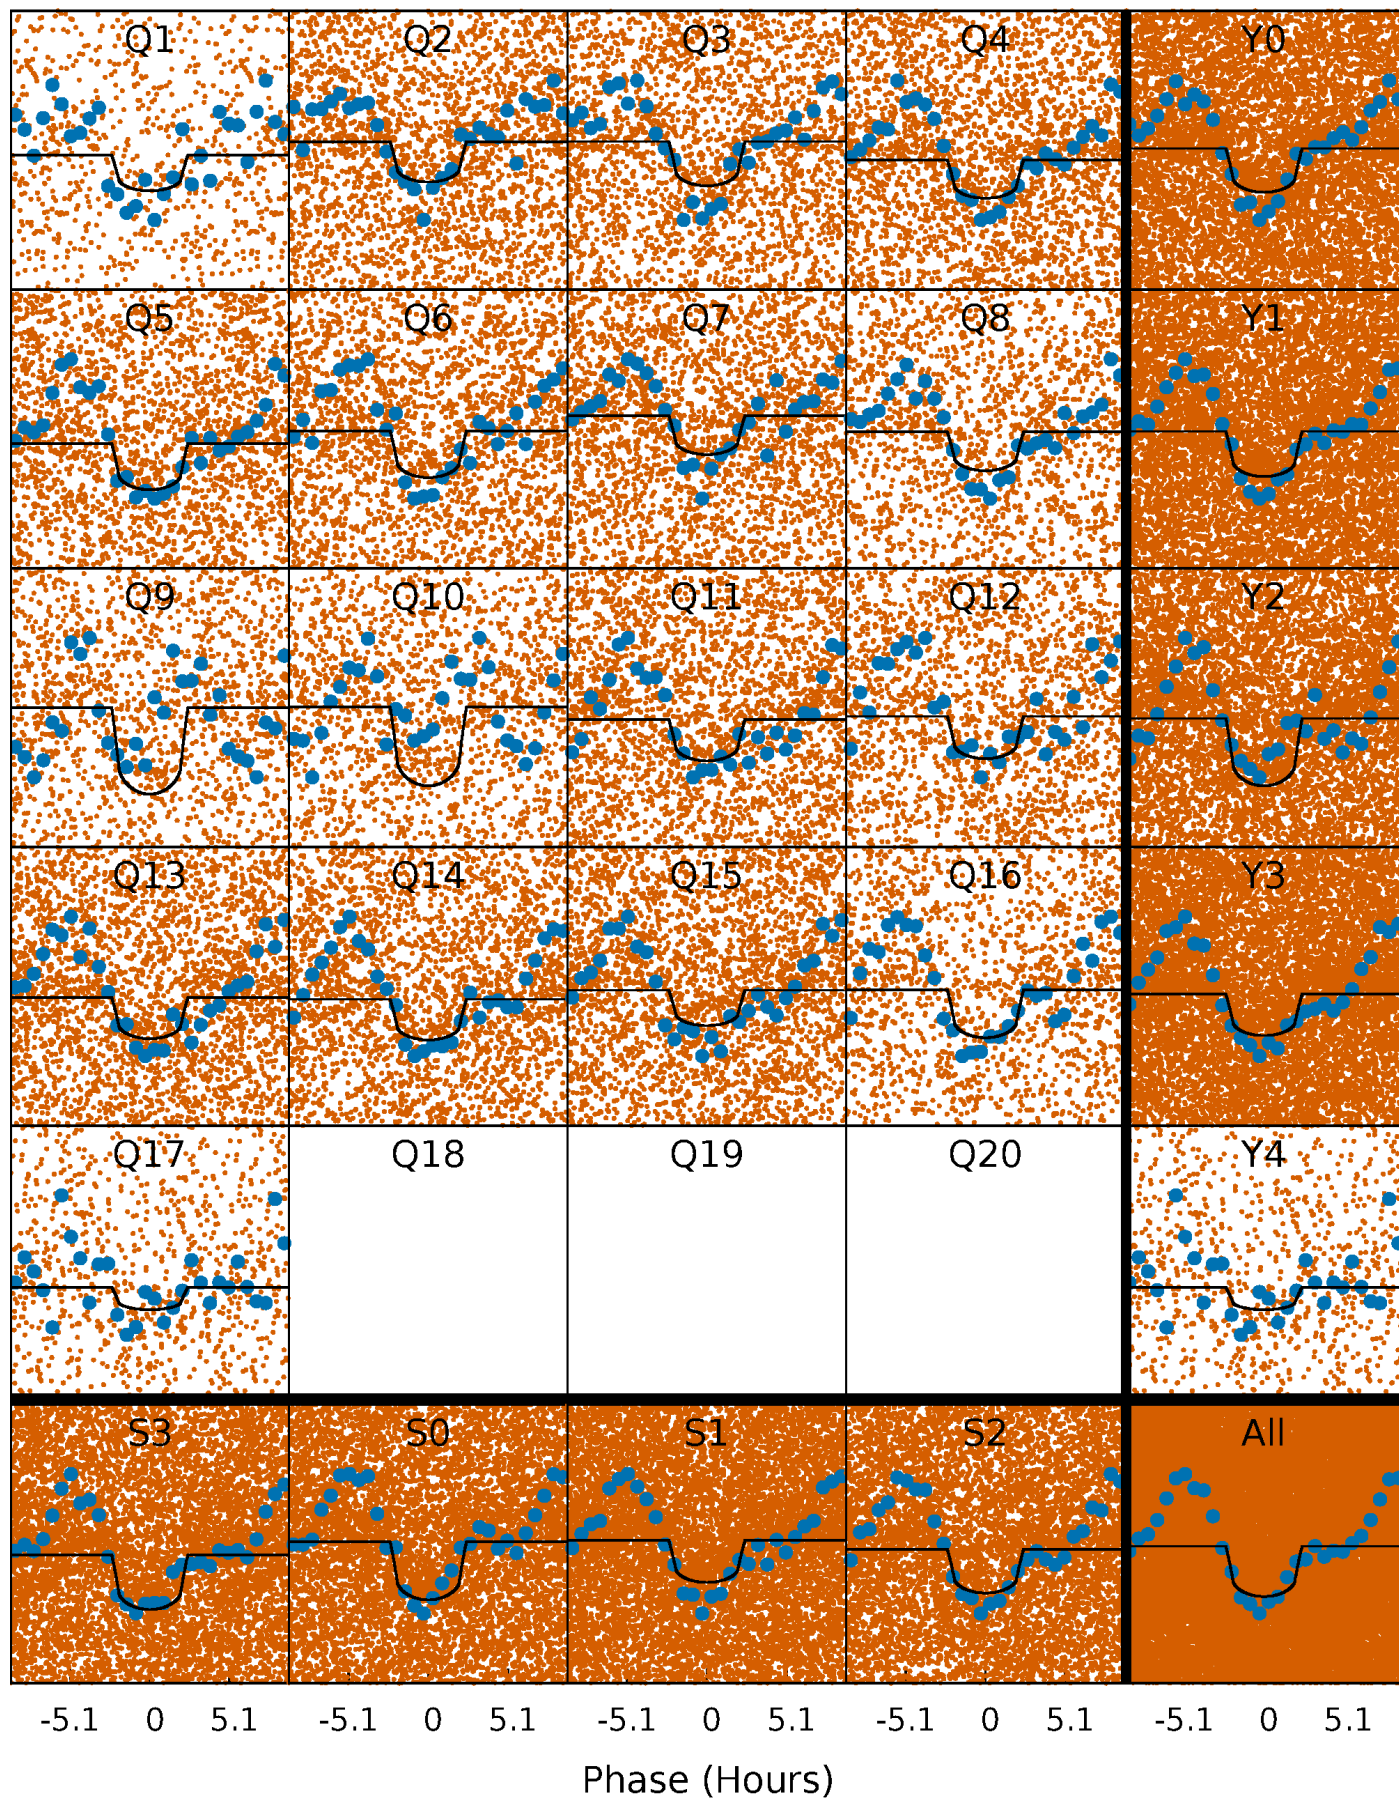 Q1 Q2 Q3 Q4 Y0
Q5 Q6 Q7 Q8 Y1
Q9 Q10 Q11 Q12 Y2
Q13 Q14 Q15 Q16 Y3
Q17 Q18 Q19 Q20 Y4
S3 S0 S1 S2 All
-5.1 0 5.1 -5.1 0 5.1 -5.1 0 5.1 -5.1 0 5.1 -5.1 0 5.1
Phase (Hours)